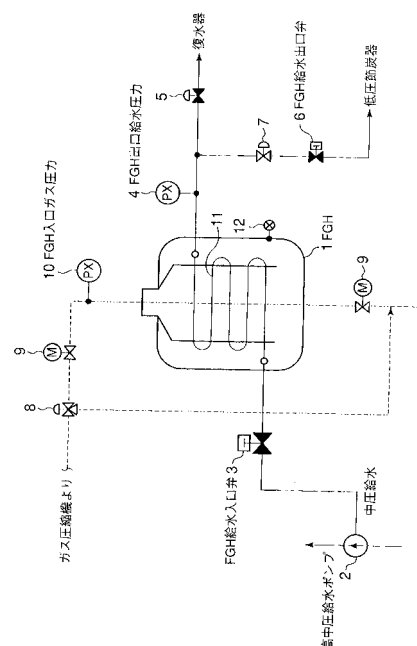 ガス圧縮機より
8
9
M
10 FGH入口ガス圧力
PX
4 FGH出口給水圧力
PX
5
復水器
FGH給水入口弁 3
11
12
7
6 FGH給水出口弁
低圧節炭器
1 FGH
9
M
中圧給水
2
中圧給水ポンプ